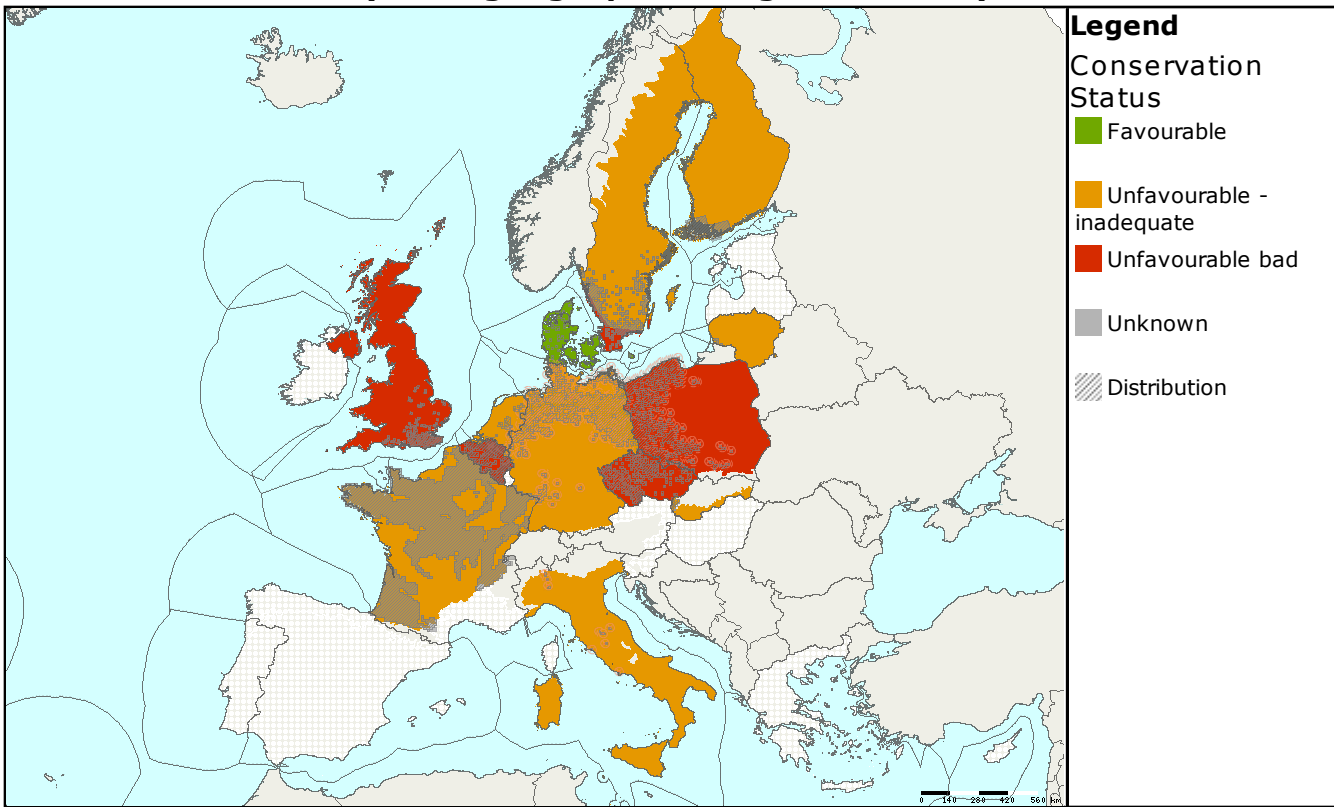 Legend
Conservation
Status
Favourable
Unfavourable -
inadequate
Unfavourable bad
Unknown
Distribution
0 140 280 420 560 km